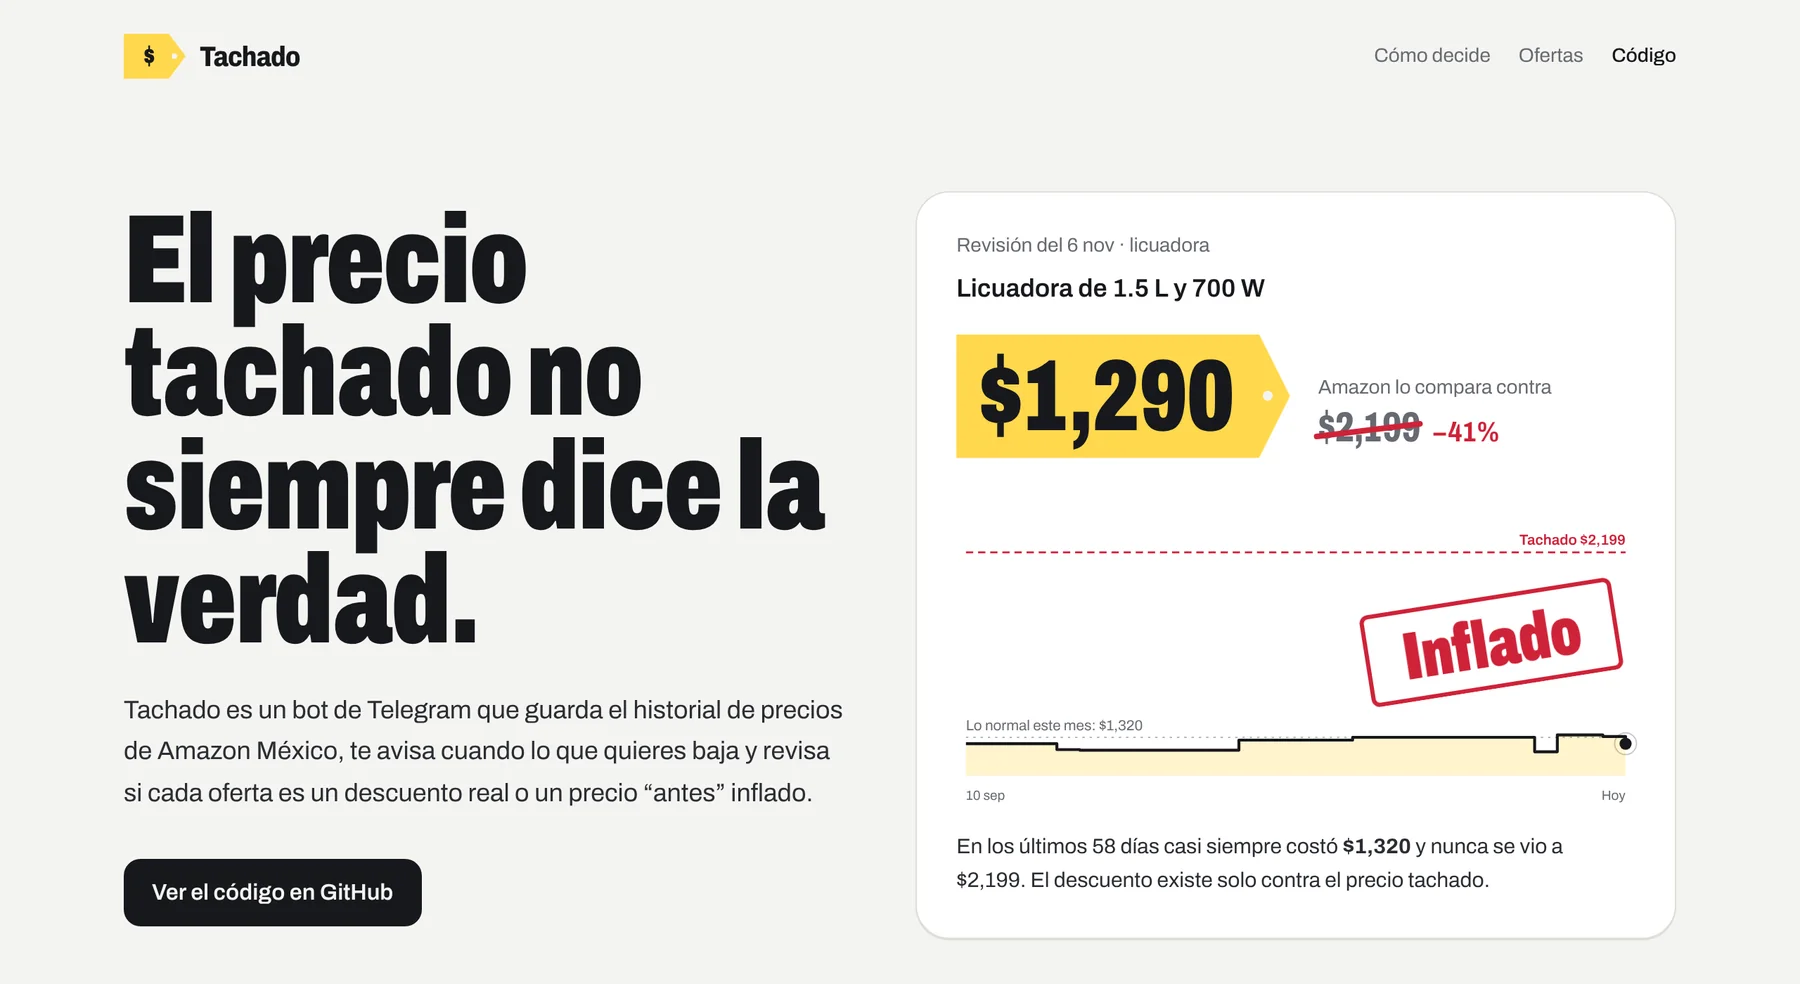 $ Tachado
Cómo decide Ofertas Código
El precio
tachado no
siempre dice la
verdad.
Tachado es un bot de Telegram que guarda el historial de precios
de Amazon México, te avisa cuando lo que quieres baja y revisa
si cada oferta es un descuento real o un precio “antes” inflado.
Ver el código en GitHub
Revisión del 6 nov · licuadora
Licuadora de 1.5 L y 700 W
$1,290
Amazon lo compara contra
$2,199 –41%
Tachado $2,199
Inflado
Lo normal este mes: $1,320
10 sep
Hoy
En los últimos 58 días casi siempre costó $1,320 y nunca se vio a
$2,199. El descuento existe solo contra el precio tachado.